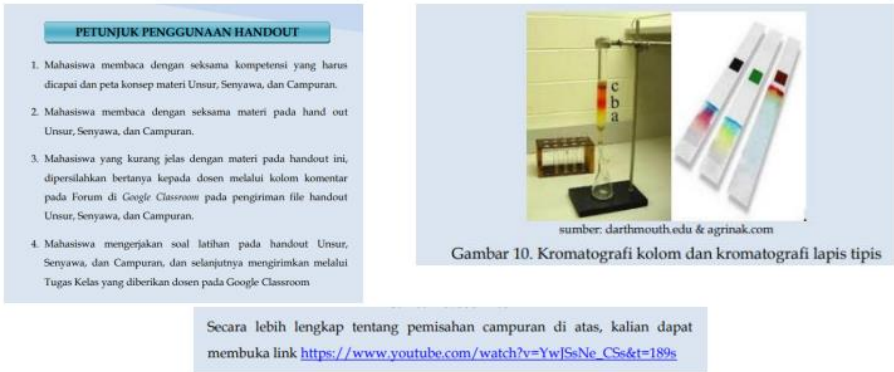 PETUNJUK PENGGUNAAN HANDOUT
1. Mahasiswa membaca dengan seksama kompetensi yang harus
dicapai dan peta konsep materi Unsur, Senyawa, dan Campuran.
2. Mahasiswa membaca dengan seksama materi pada hand out
Unsur, Senyawa, dan Campuran.
3. Mahasiswa yang kurang jelas dengan materi pada handout ini,
dipersilahkan bertanya kepada dosen melalui kolom komentar
pada Forum di Google Classroom pada pengiriman file handout
Unsur, Senyawa, dan Campuran.
4. Mahasiswa mengerjakan soal latihan pada handout Unsur,
Senyawa, dan Campuran, dan selanjutnya mengirimkan melalui
Tugas Kelas yang diberikan dosen pada Google Classroom
c
b
a
sumber: darthmouth.edu & agrinak.com
Gambar 10. Kromatografi kolom dan kromatografi lapis tipis
Secara lebih lengkap tentang pemisahan campuran di atas, kalian dapat
membuka link https://www.youtube.com/watch?v=YwJSsNe_CSs&t=189s